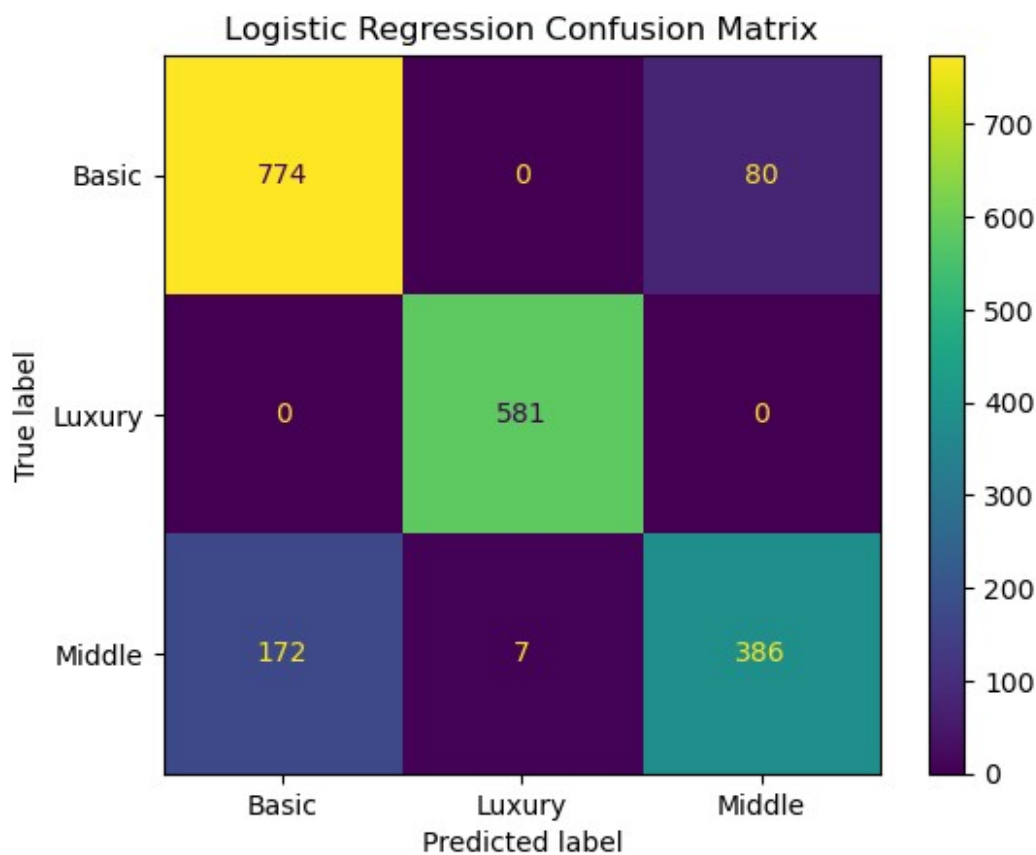 Logistic Regression Confusion Matrix
True label
Basic
774 0 80
Luxury
0 581 0
Middle
172 7 386
Basic Luxury Middle
Predicted label
700
600
500
400
300
200
100
0